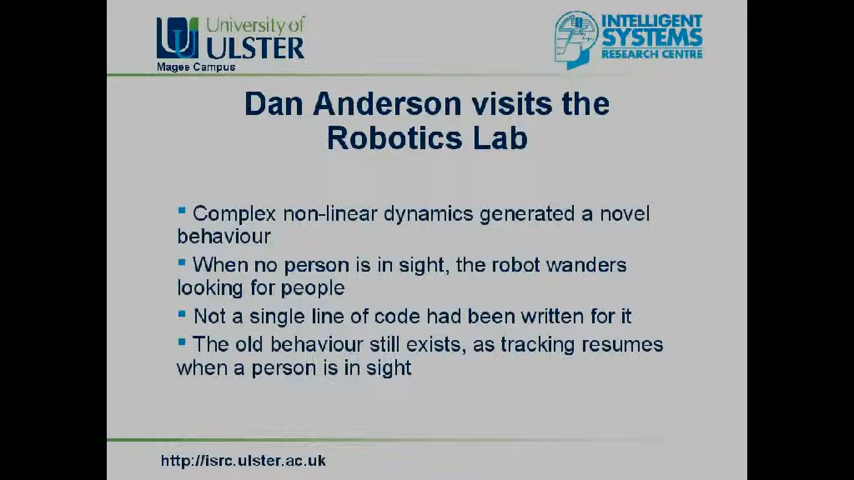 University of
ULSTER
Magee Campus
INTELLIGENT
SYSTEMS
RESEARCH CENTRE
Dan Anderson visits the
Robotics Lab
Complex non-linear dynamics generated a novel
behaviour
When no person is in sight, the robot wanders
looking for people
Not a single line of code had been written for it
The old behaviour still exists, as tracking resumes
when a person is in sight
http://isrc.ulster.ac.uk